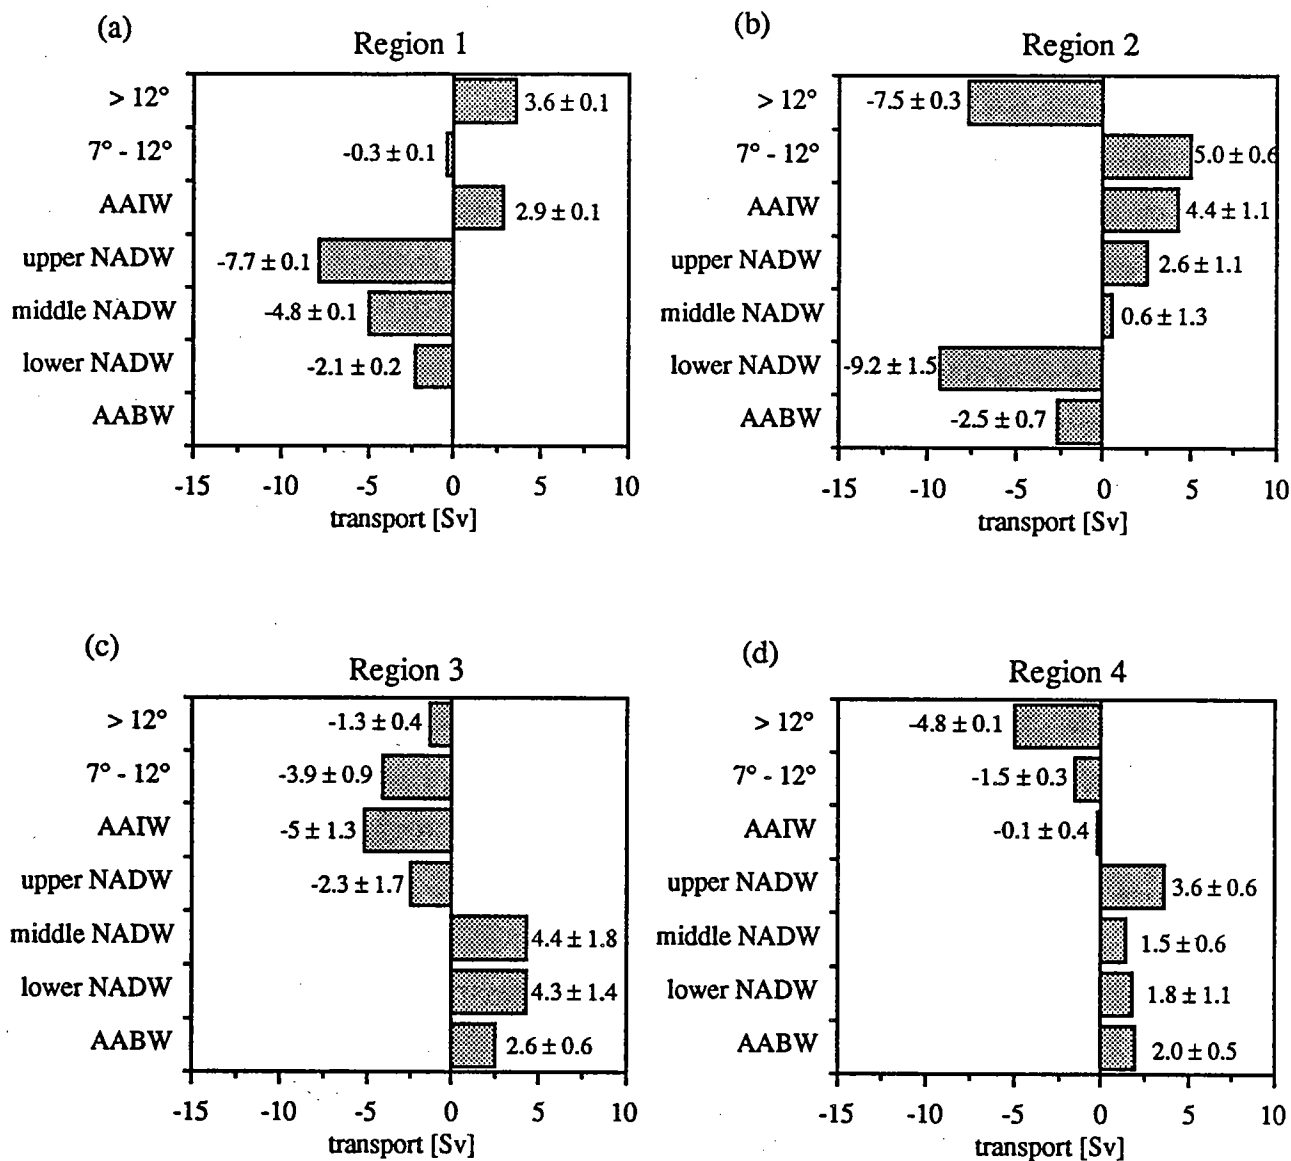 (a)
Region 1
> 12°
3.6 ± 0.1
7° - 12°
-0.3 ± 0.1
AAIW
2.9 ± 0.1
upper NADW
-7.7 ± 0.1
middle NADW
-4.8 ± 0.1
lower NADW
-2.1 ± 0.2
AABW
-15 -10 -5 0 5 10
transport [Sv]
(b)
Region 2
> 12°
-7.5 ± 0.3
7° - 12°
5.0 ± 0.6
AAIW
4.4 ± 1.1
upper NADW
2.6 ± 1.1
middle NADW
0.6 ± 1.3
lower NADW
-9.2 ± 1.5
AABW
-2.5 ± 0.7
-15 -10 -5 0 5 10
transport [Sv]
(c)
Region 3
> 12°
-1.3 ± 0.4
7° - 12°
-3.9 ± 0.9
AAIW
-5 ± 1.3
upper NADW
-2.3 ± 1.7
middle NADW
4.4 ± 1.8
lower NADW
4.3 ± 1.4
AABW
2.6 ± 0.6
-15 -10 -5 0 5 10
transport [Sv]
(d)
Region 4
> 12°
-4.8 ± 0.1
7° - 12°
-1.5 ± 0.3
AAIW
-0.1 ± 0.4
upper NADW
3.6 ± 0.6
middle NADW
1.5 ± 0.6
lower NADW
1.8 ± 1.1
AABW
2.0 ± 0.5
-15 -10 -5 0 5 10
transport [Sv]